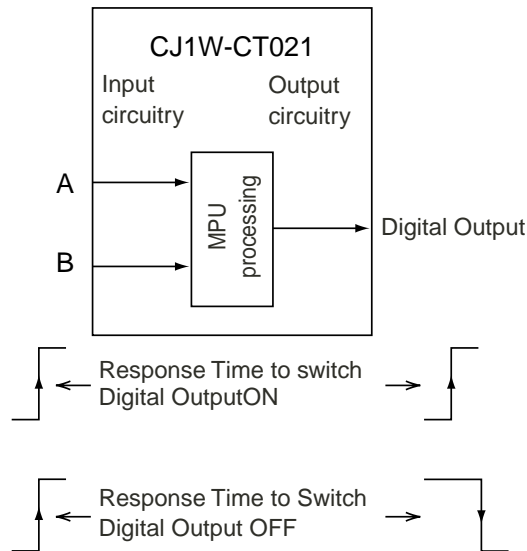 CJ1W-CT021
Input
circuitry
Output
circuitry
A
B
MPU
processing
Digital Output
Response Time to switch
Digital OutputON
Response Time to Switch
Digital Output OFF